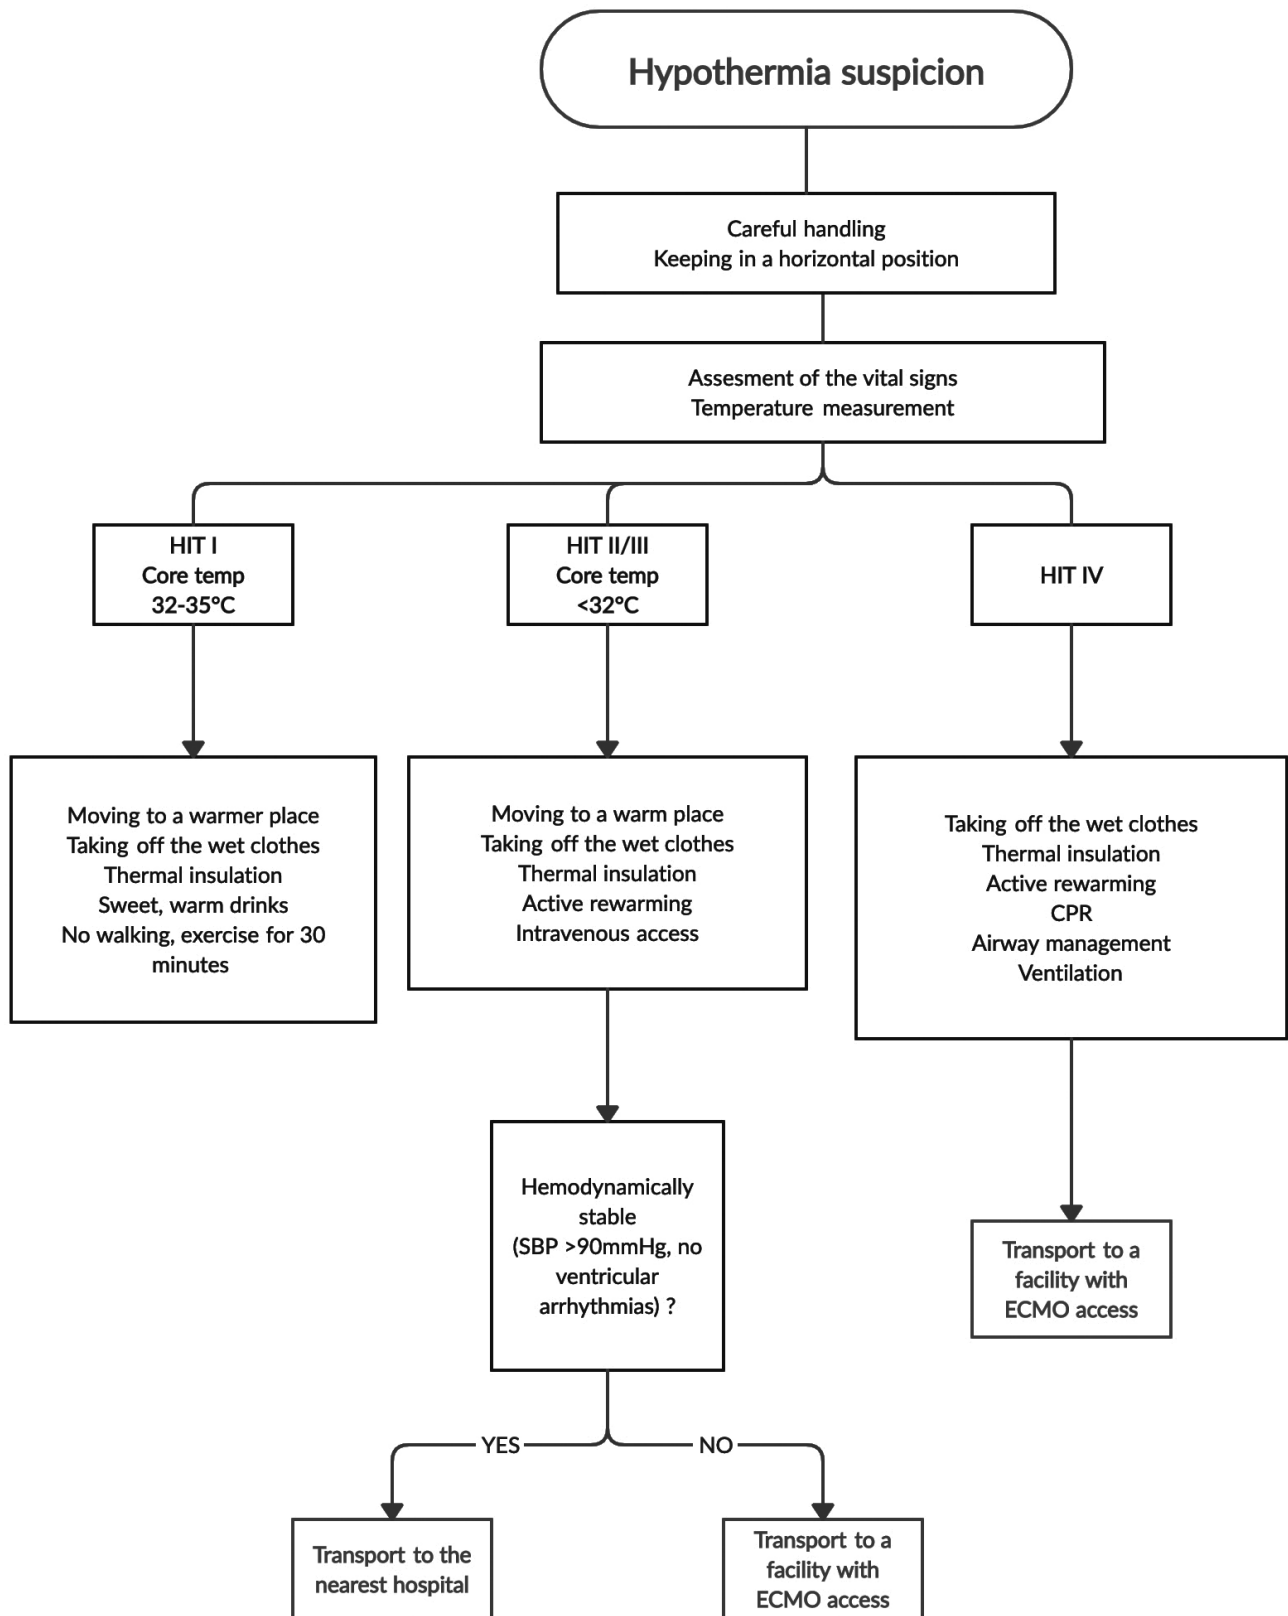 Hypothermia suspicion
Careful handling
Keeping in a horizontal position
Assesment of the vital signs
Temperature measurement
HIT I
Core temp
32-35°C
HIT II/III
Core temp
<32°C
HIT IV
Moving to a warmer place
Taking off the wet clothes
Thermal insulation
Sweet, warm drinks
No walking, exercise for 30
minutes
Moving to a warm place
Taking off the wet clothes
Thermal insulation
Active rewarming
Intravenous access
Taking off the wet clothes
Thermal insulation
Active rewarming
CPR
Airway management
Ventilation
Hemodynamically
stable
(SBP >90mmHg, no
ventricular
arrhythmias) ?
Transport to a
facility with
ECMO access
YES
NO
Transport to the
nearest hospital
Transport to a
facility with
ECMO access